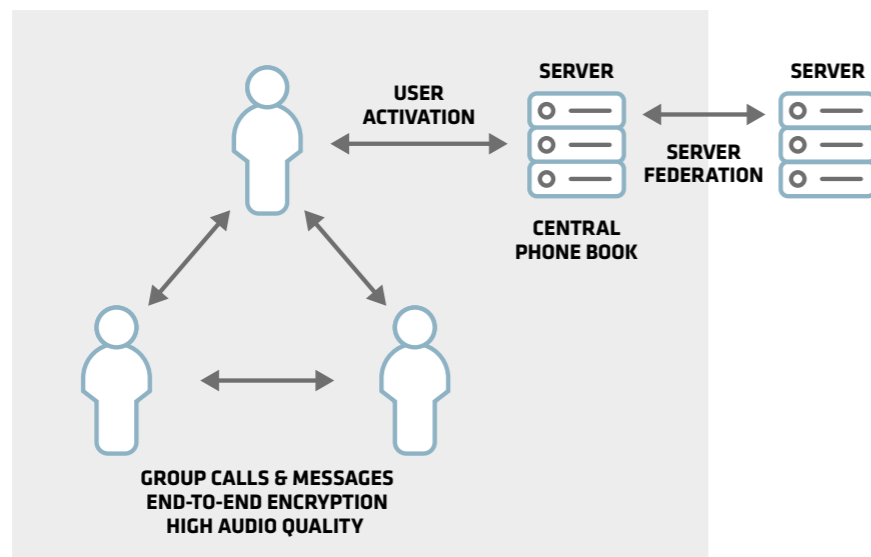 SERVER
SERVER
USER
ACTIVATION
SERVER
FEDERATION
CENTRAL
PHONE BOOK
GROUP CALLS & MESSAGES
END-TO-END ENCRYPTION
HIGH AUDIO QUALITY